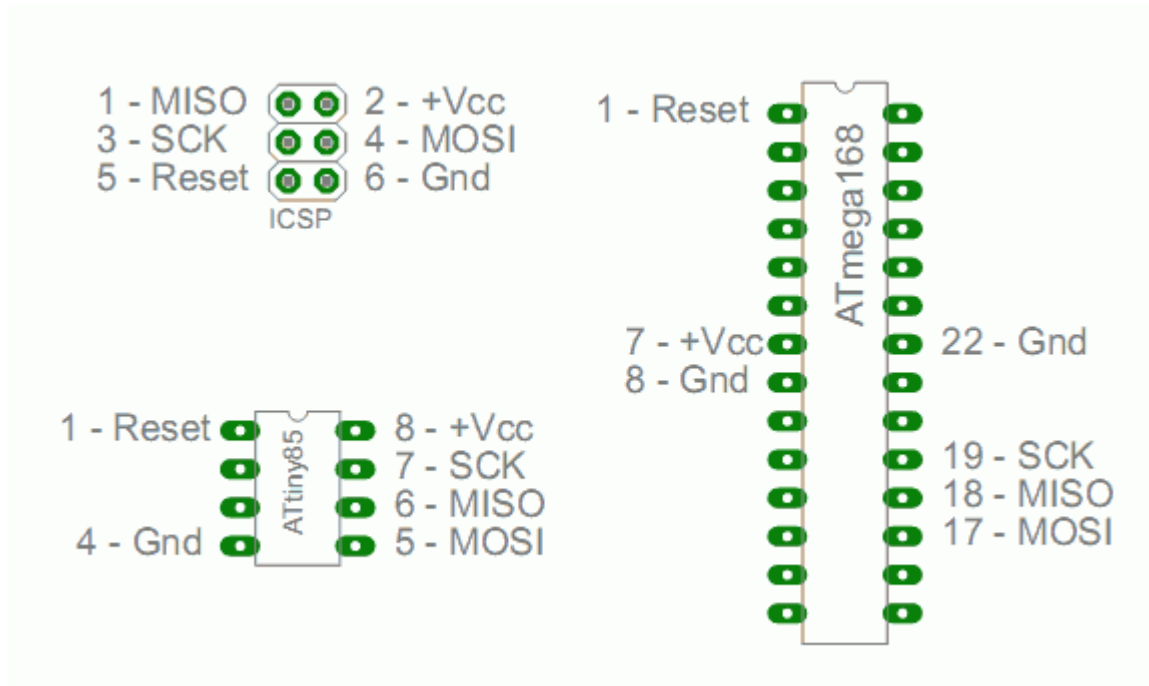 1 - MISO 2 - +Vcc
3 - SCK 4 - MOSI
5 - Reset 6 - Gnd
ICSP
1 - Reset 8 - +Vcc
7 - SCK
6 - MISO
4 - Gnd 5 - MOSI
ATtiny85
1 - Reset
ATmega168
7 - +Vcc 22 - Gnd
8 - Gnd
19 - SCK
18 - MISO
17 - MOSI